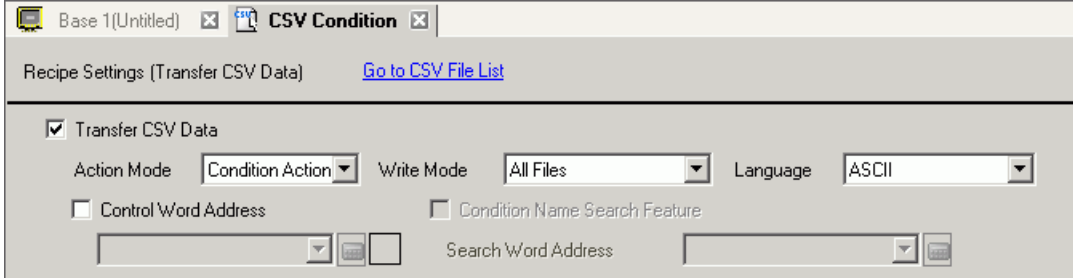 Base 1(Untitled) CSV Condition
Recipe Settings (Transfer CSV Data) Go to CSV File List
Transfer CSV Data
Action Mode Condition Action Write Mode All Files Language ASCII
Control Word Address Condition Name Search Feature
Search Word Address